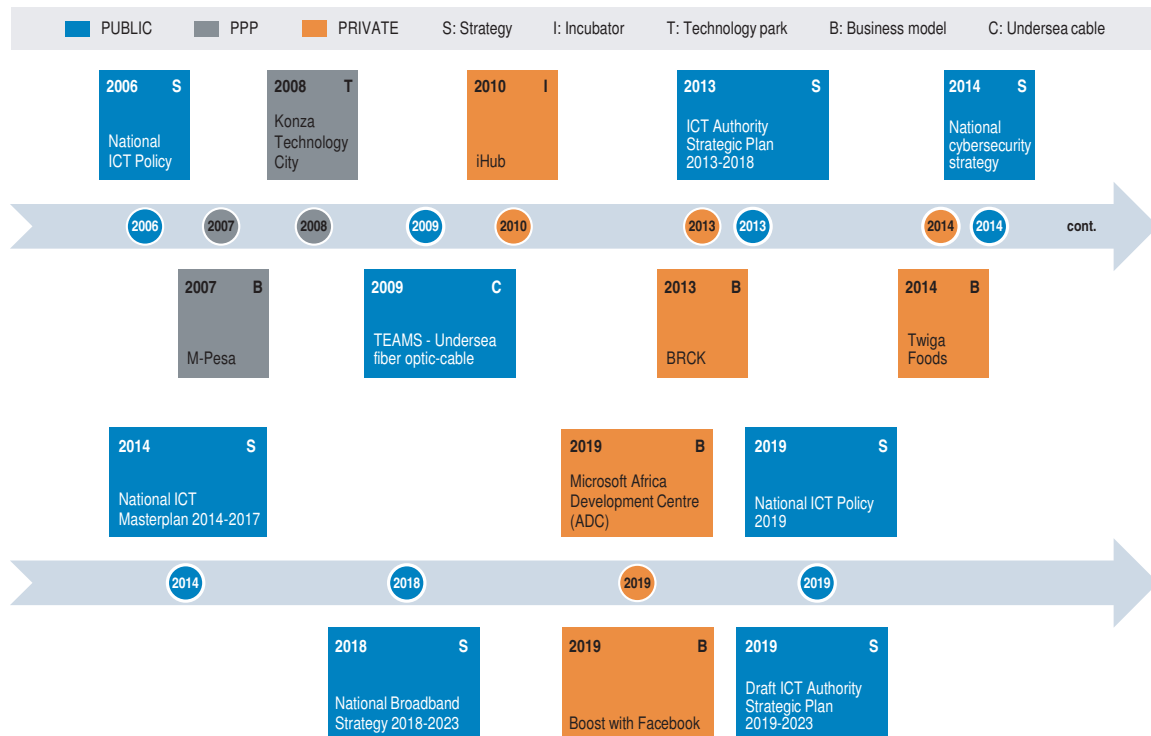 PUBLIC PPP PRIVATE S: Strategy I: Incubator T: Technology park B: Business model C: Undersea cable
2006 S
National
ICT Policy
2008 T
Konza
Technology
City
2010 I
iHub
2013 S
ICT Authority
Strategic Plan
2013-2018
2014 S
National
cybersecurity
strategy
2006 2007 2008 2009 2010 2013 2013 2014 2014 cont.
2007 B
M-Pesa
2009 C
TEAMS - Undersea
fiber optic-cable
2013 B
BRCK
2014 B
Twiga
Foods
2014 S
National ICT
Masterplan 2014-2017
2019 B
Microsoft Africa
Development Centre
(ADC)
2019 S
National ICT Policy
2019
2014 2018 2019 2019
2018 S
National Broadband
Strategy 2018-2023
2019 B
Boost with Facebook
2019 S
Draft ICT Authority
Strategic Plan
2019-2023